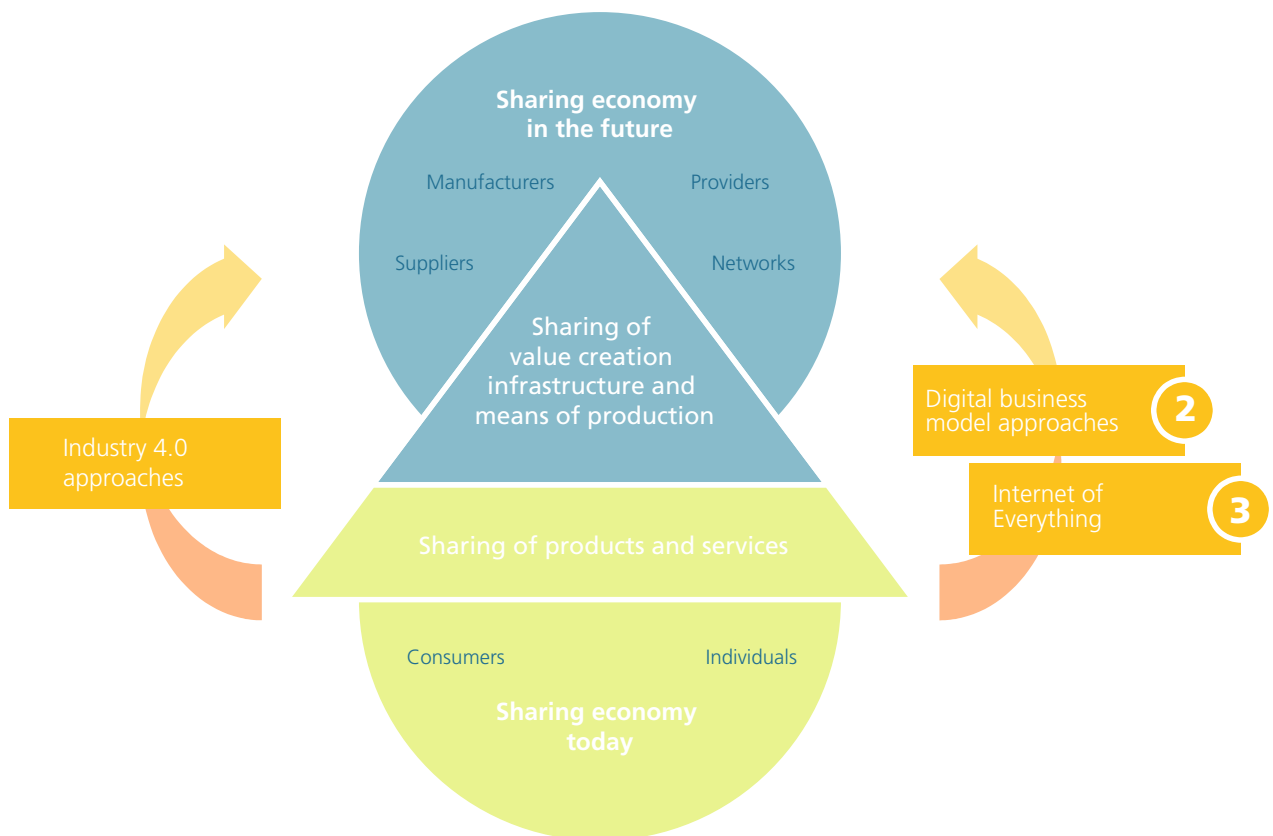 Sharing economy
in the future
Manufacturers
Providers
Suppliers
Networks
Sharing of
value creation
infrastructure and
means of production
Industry 4.0
approaches
Digital business
model approaches
2
Internet of
Everything
3
Sharing of products and services
Consumers
Individuals
Sharing economy
today